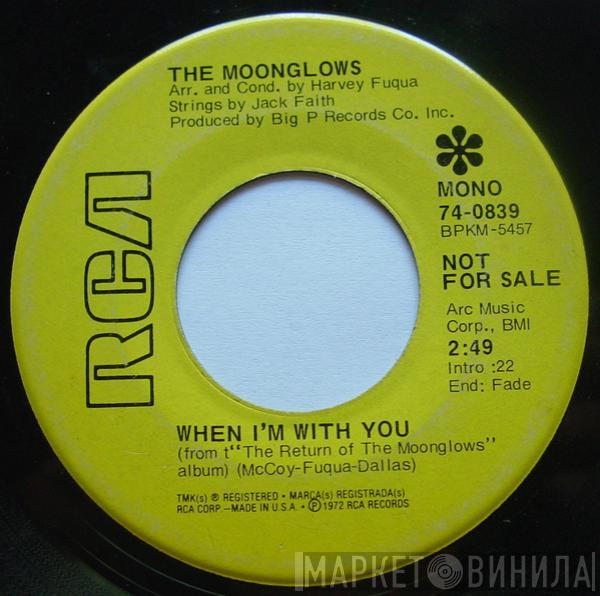 THE MOONGLOWS
Arr. and Cond. by Harvey Fuqua
Strings by Jack Faith
Produced by Big P Records Co. Inc.
RCA
MONO
74-0839
BPKM-5457
NOT
FOR SALE
Arc Music
Corp., BMI
2:49
Intro :22
End: Fade
WHEN I'M WITH YOU
(from t“The Return of The Moonglows”
album) (McCoy-Fuqua-Dallas)
TMK(s) ® REGISTERED • MARCA(s) REGISTRADA(s)
RCA CORP.—MADE IN U.S.A. • ℗ 1972 RCA RECORDS
МАРКЕТ ВИНИЛА